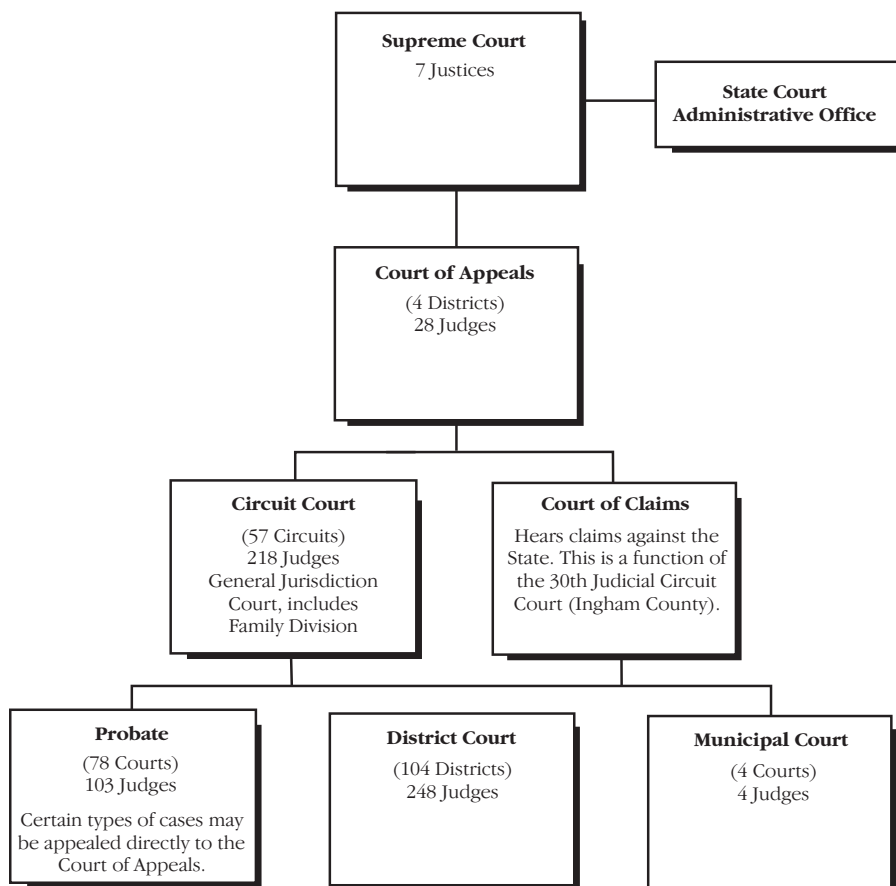 Supreme Court
7 Justices
State Court
Administrative Office
Court of Appeals
(4 Districts)
28 Judges
Circuit Court
(57 Circuits)
218 Judges
General Jurisdiction
Court, includes
Family Division
Court of Claims
Hears claims against the
State. This is a function of
the 30th Judicial Circuit
Court (Ingham County).
Probate
(78 Courts)
103 Judges
Certain types of cases may
be appealed directly to the
Court of Appeals.
District Court
(104 Districts)
248 Judges
Municipal Court
(4 Courts)
4 Judges